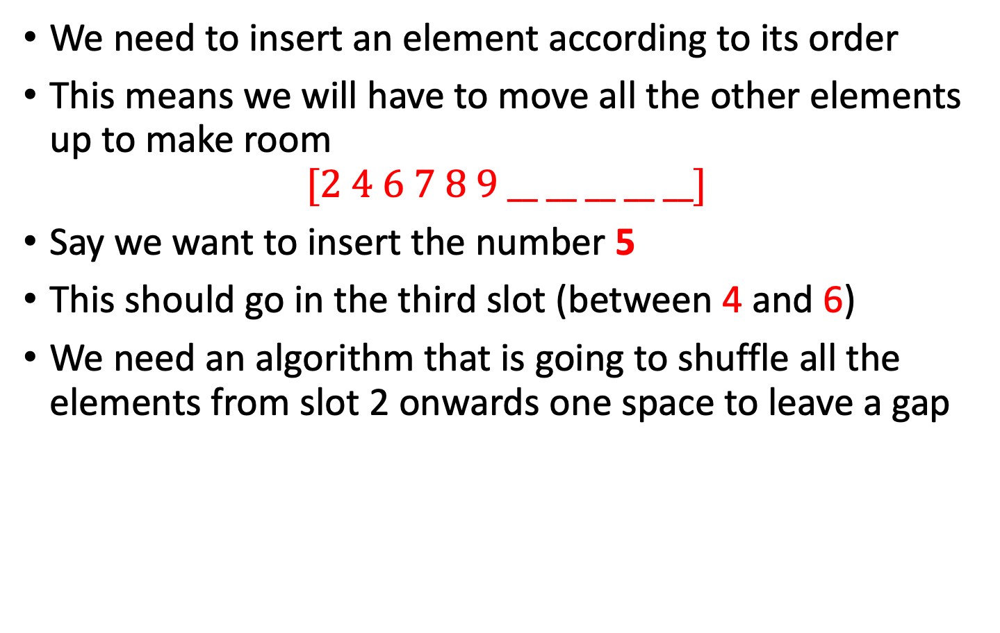 • We need to insert an element according to its order
• This means we will have to move all the other elements
up to make room
[2 4 6 7 8 9 _ _ _ _ _]
• Say we want to insert the number 5
• This should go in the third slot (between 4 and 6)
• We need an algorithm that is going to shuffle all the
elements from slot 2 onwards one space to leave a gap